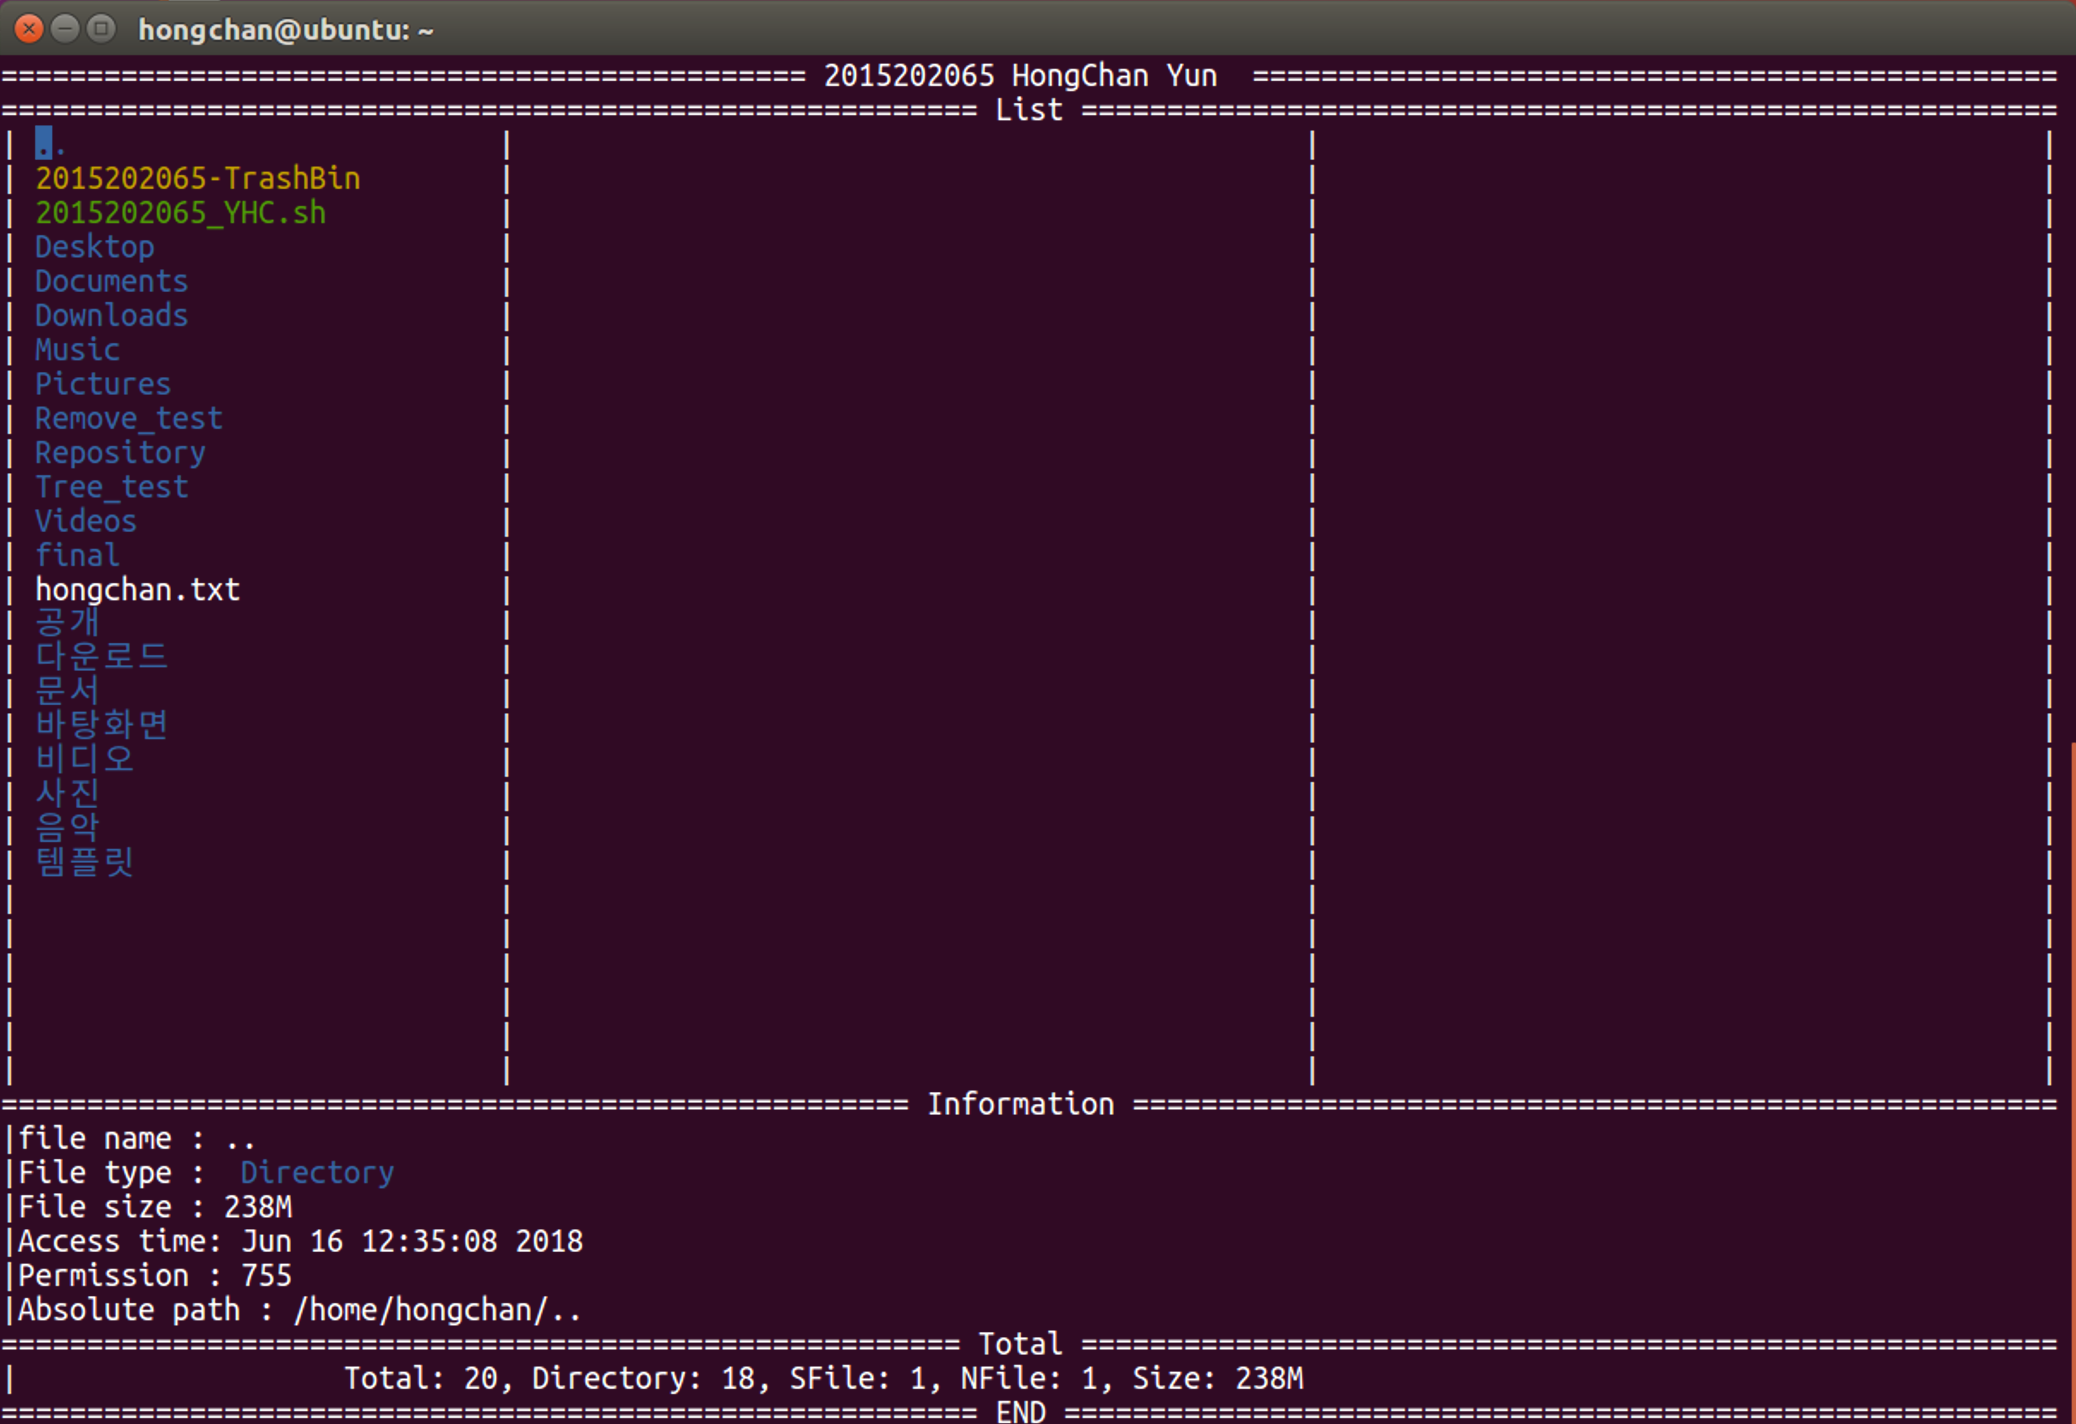 hongchan@ubuntu: ~
=============================================== 2015202065 HongChan Yun ===============================================
========================================================= List =========================================================
| .. | | |
| 2015202065-TrashBin | | |
| 2015202065_YHC.sh | | |
| Desktop | | |
| Documents | | |
| Downloads | | |
| Music | | |
| Pictures | | |
| Remove_test | | |
| Repository | | |
| Tree_test | | |
| Videos | | |
| final | | |
| hongchan.txt | | |
| 공개 | | |
| 다운로드 | | |
| 문서 | | |
| 바탕화면 | | |
| 비디오 | | |
| 사진 | | |
| 음악 | | |
| 템플릿 | | |
| | | |
| | | |
| | | |
| | | |
| | | |
| | | |
===================================================== Information ======================================================
|file name : ..
|File type :  Directory
|File size : 238M
|Access time: Jun 16 12:35:08 2018
|Permission : 755
|Absolute path : /home/hongchan/..
======================================================== Total =========================================================
| Total: 20, Directory: 18, SFile: 1, NFile: 1, Size: 238M
========================================================= END ==========================================================